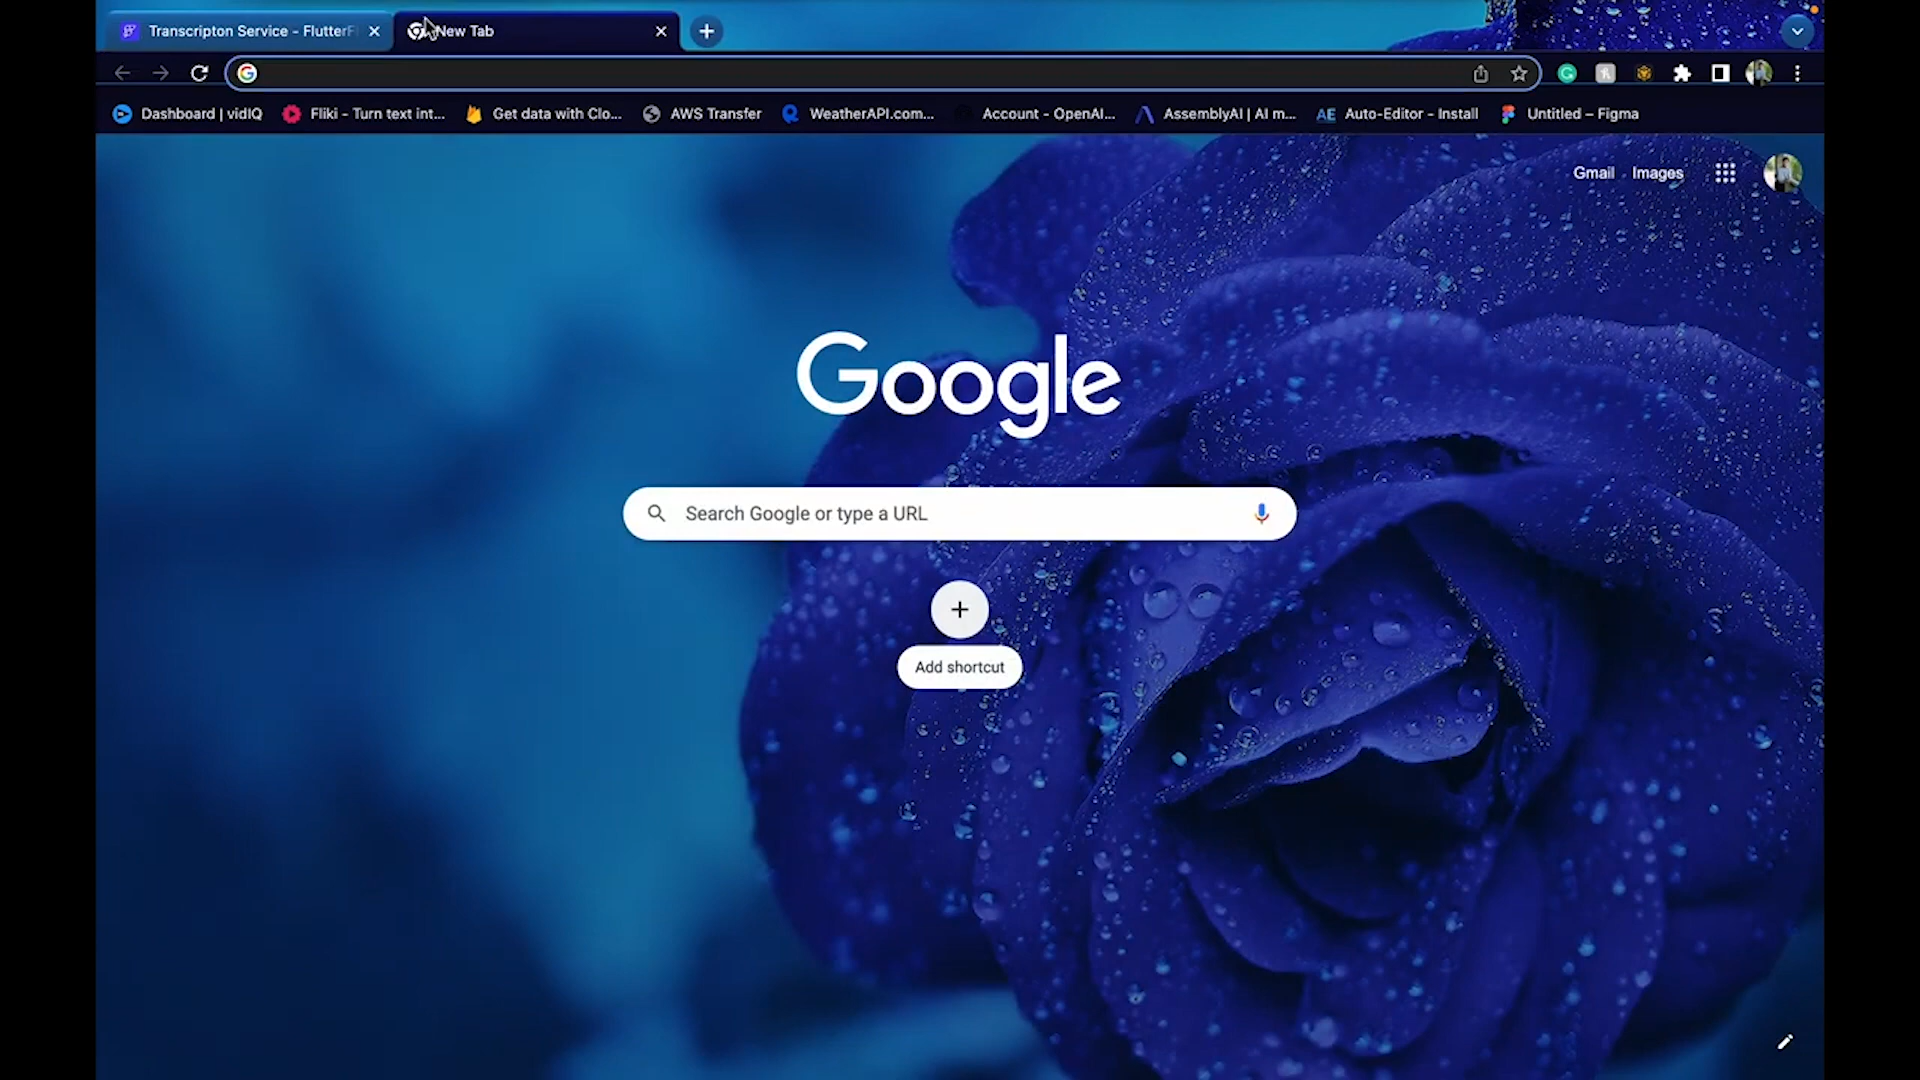 Transcripton Service - FlutterF
New Tab
Dashboard | vidIQ
Fliki - Turn text int...
Get data with Clo...
AWS Transfer
WeatherAPI.com...
Account - OpenAI...
AssemblyAI | AI m...
AE Auto-Editor - Install
Untitled – Figma
Gmail
Images
Google
Search Google or type a URL
Add shortcut